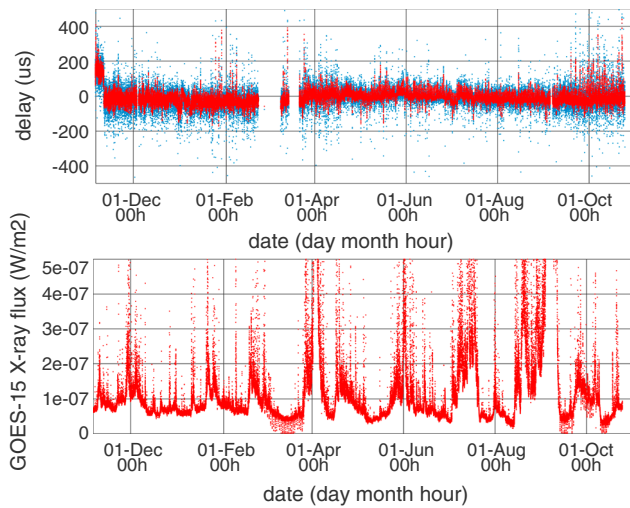 delay (us)
400
200
0
-200
-400
01-Dec 01-Feb 01-Apr 01-Jun 01-Aug 01-Oct
00h 00h 00h 00h 00h 00h
date (day month hour)
GOES-15 X-ray flux (W/m2)
5e-07
4e-07
3e-07
2e-07
1e-07
0
01-Dec 01-Feb 01-Apr 01-Jun 01-Aug 01-Oct
00h 00h 00h 00h 00h 00h
date (day month hour)